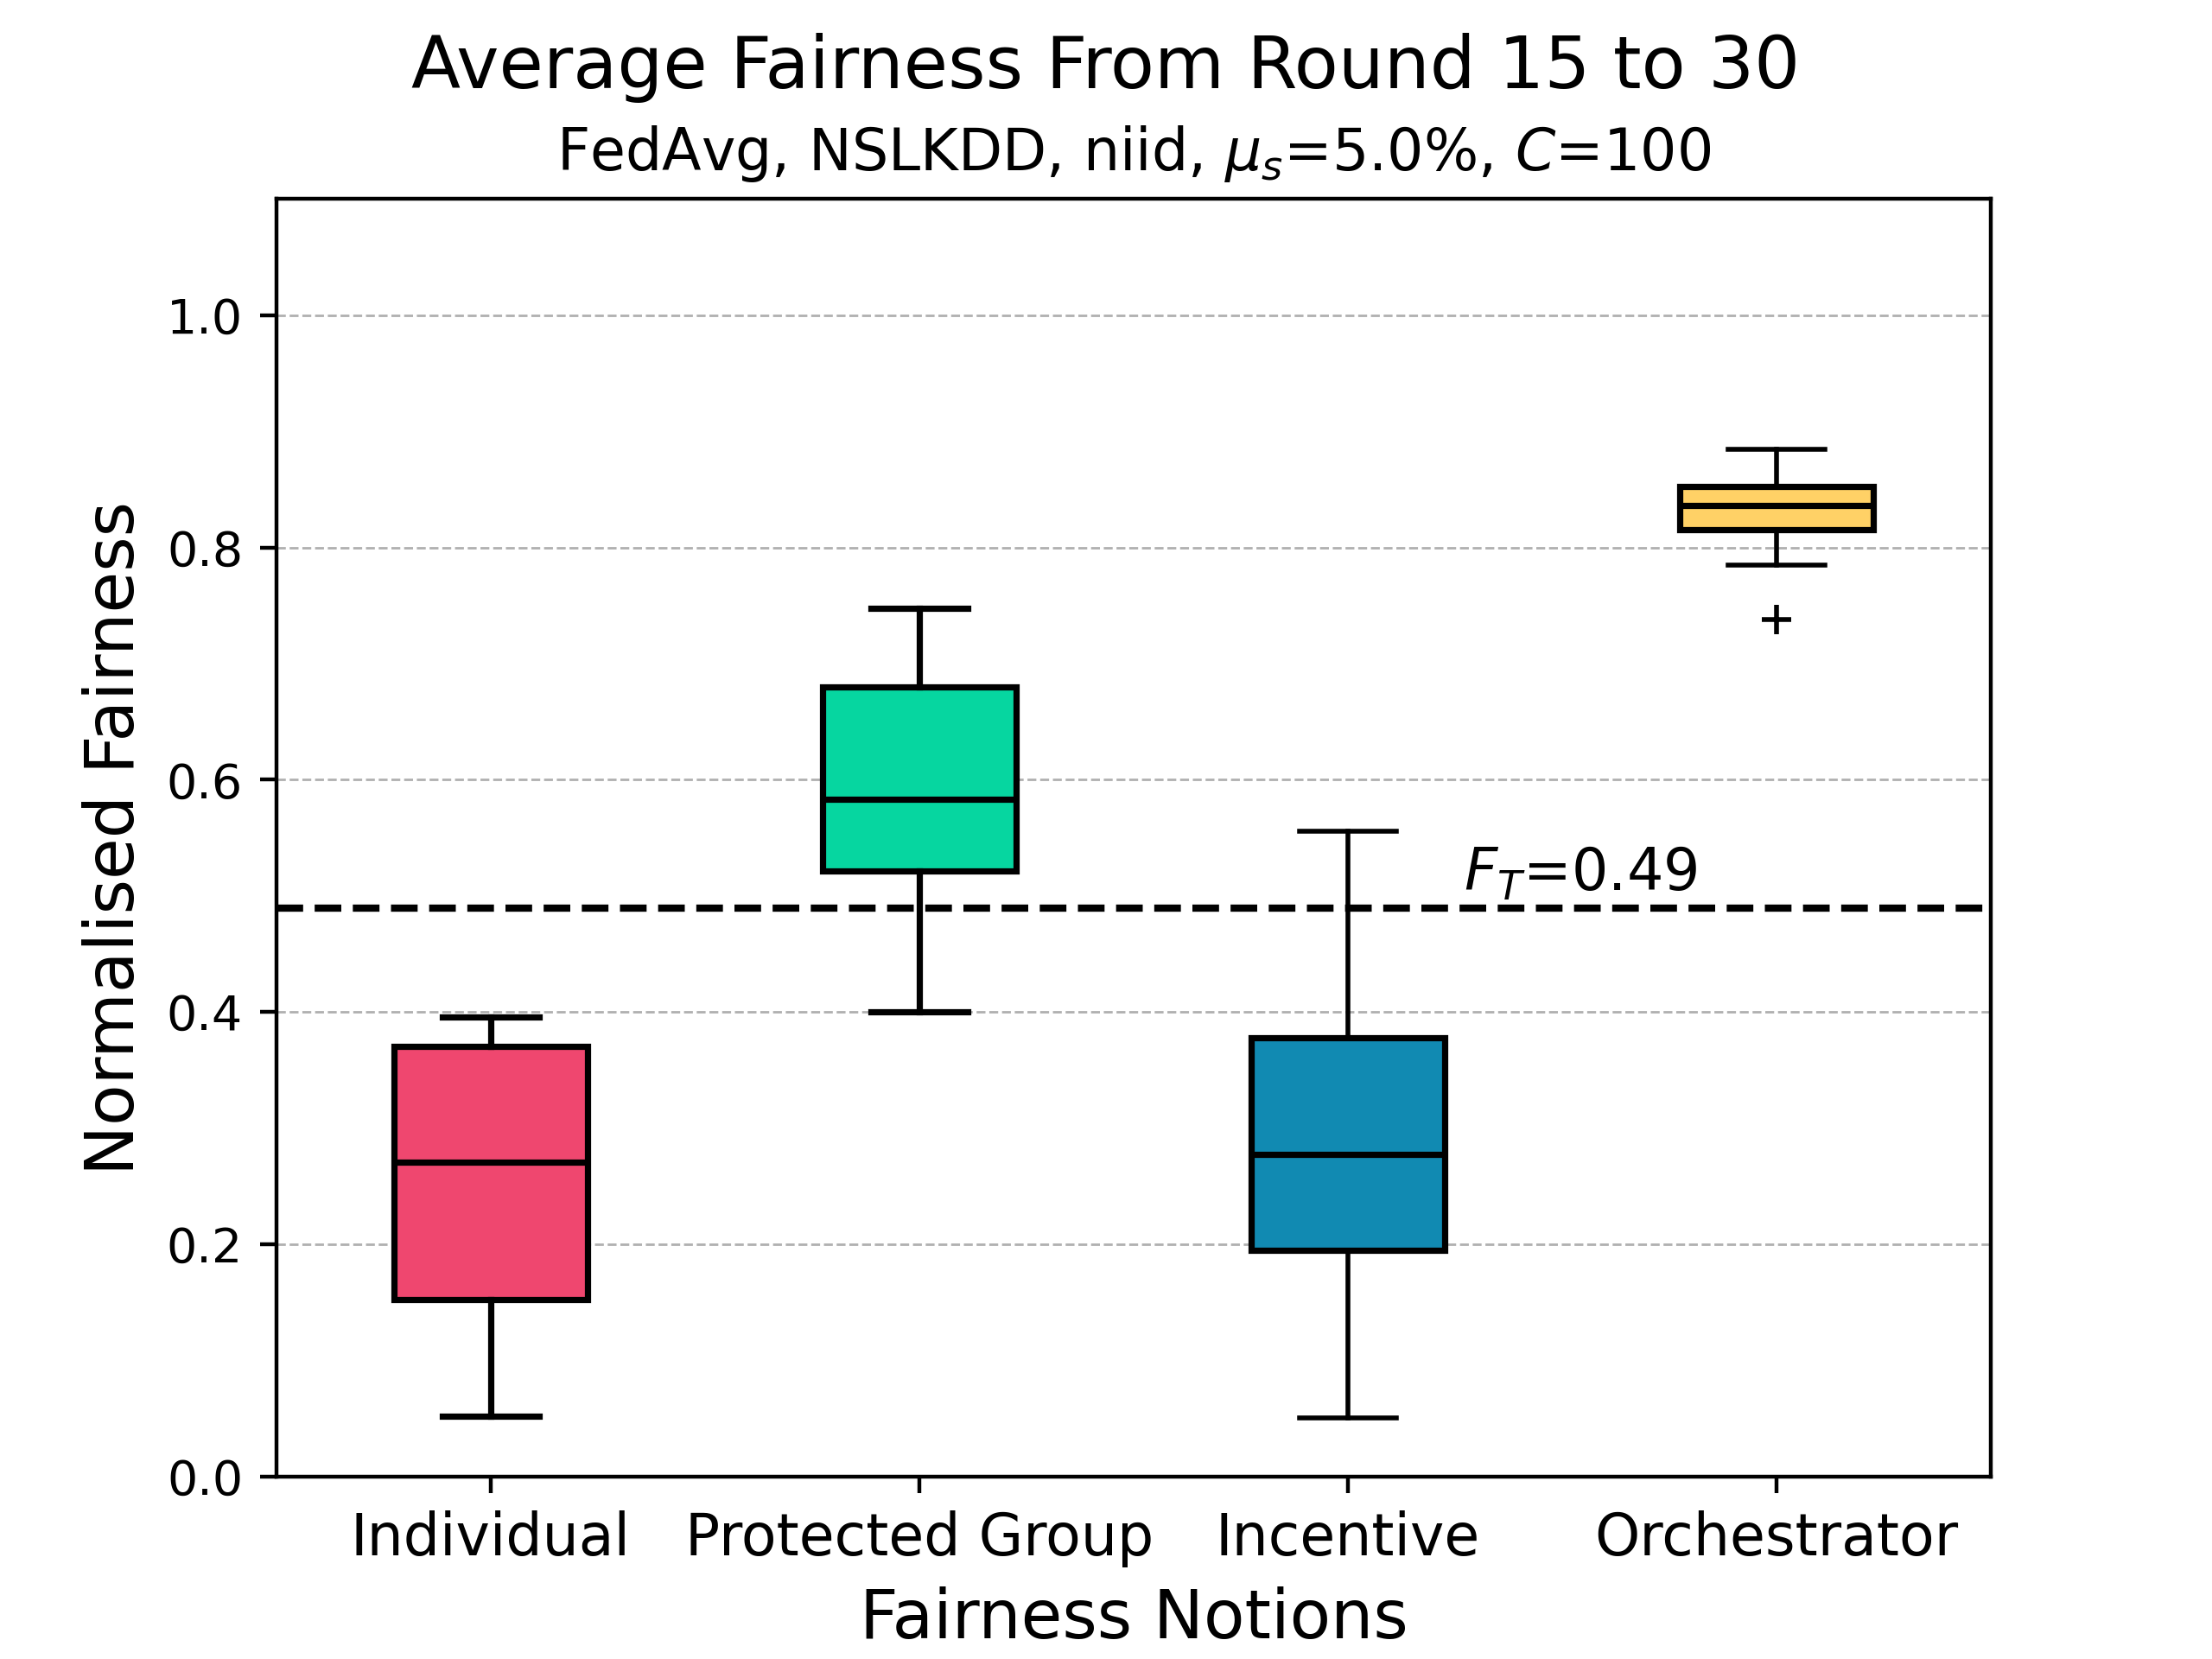 Average Fairness From Round 15 to 30
FedAvg, NSLKDD, niid, μₛ=5.0%, C=100
Normalised Fairness
1.0
0.8
0.6
0.4
0.2
0.0
F_T=0.49
Individual Protected Group Incentive Orchestrator
Fairness Notions